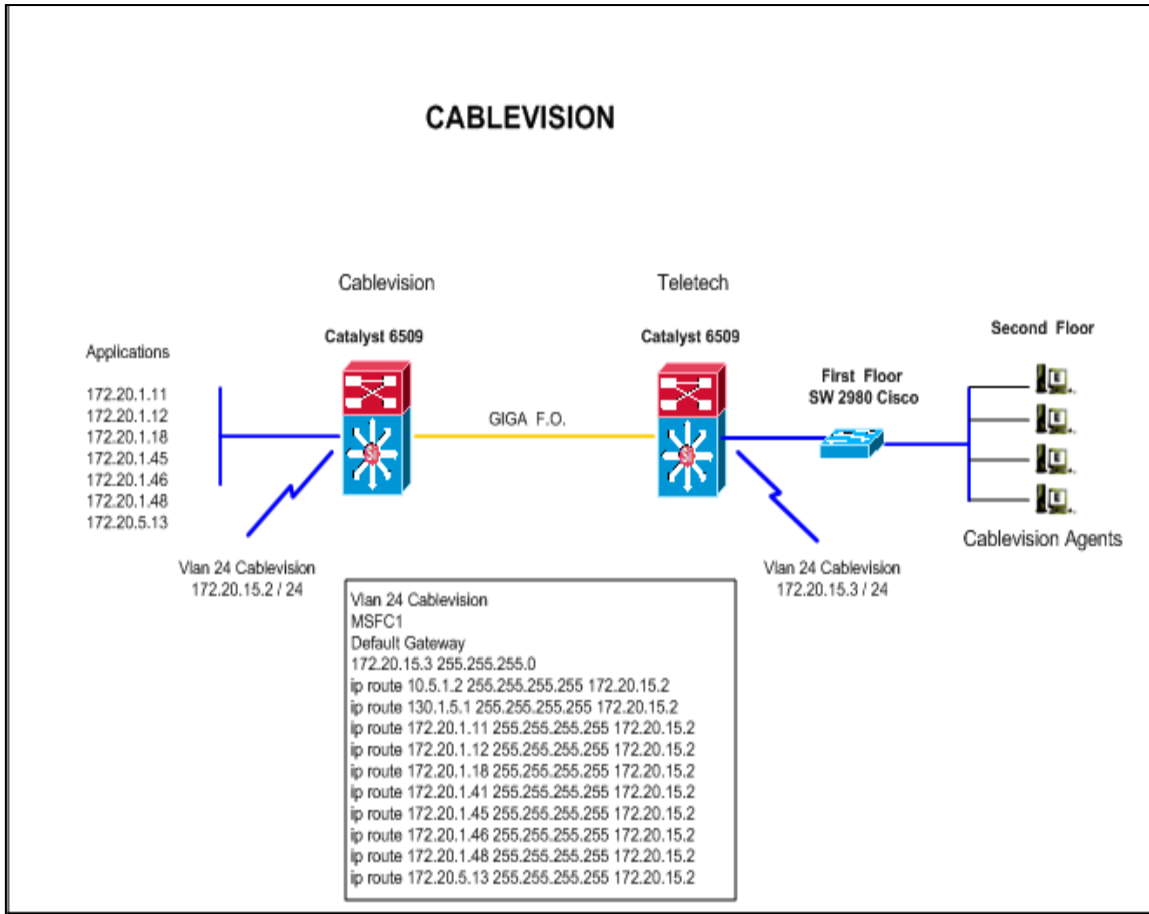 CABLEVISION
Cablevision
Teletech
Catalyst 6509
Catalyst 6509
Second Floor
Applications
172.20.1.11
172.20.1.12
172.20.1.18
172.20.1.45
172.20.1.46
172.20.1.48
172.20.5.13
GIGA F.O.
First Floor
SW 2980 Cisco
Si
Si
Cablevision Agents
Vlan 24 Cablevision
172.20.15.2 / 24
Vlan 24 Cablevision
172.20.15.3 / 24
Vlan 24 Cablevision
MSFC1
Default Gateway
172.20.15.3 255.255.255.0
ip route 10.5.1.2 255.255.255.255 172.20.15.2
ip route 130.1.5.1 255.255.255.255 172.20.15.2
ip route 172.20.1.11 255.255.255.255 172.20.15.2
ip route 172.20.1.12 255.255.255.255 172.20.15.2
ip route 172.20.1.18 255.255.255.255 172.20.15.2
ip route 172.20.1.41 255.255.255.255 172.20.15.2
ip route 172.20.1.45 255.255.255.255 172.20.15.2
ip route 172.20.1.46 255.255.255.255 172.20.15.2
ip route 172.20.1.48 255.255.255.255 172.20.15.2
ip route 172.20.5.13 255.255.255.255 172.20.15.2